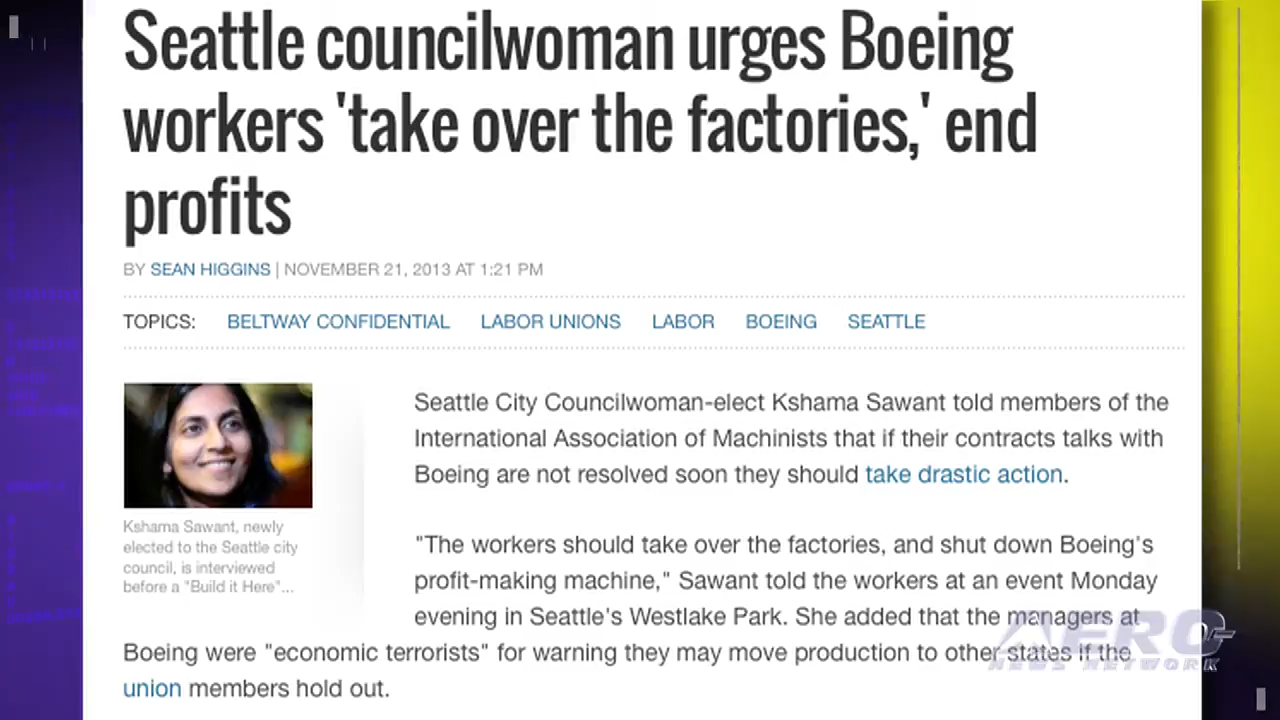 Seattle councilwoman urges Boeing
workers 'take over the factories,' end
profits
BY SEAN HIGGINS | NOVEMBER 21, 2013 AT 1:21 PM
TOPICS: BELTWAY CONFIDENTIAL LABOR UNIONS LABOR BOEING SEATTLE
Kshama Sawant, newly
elected to the Seattle city
council, is interviewed
before a "Build it Here"...
Seattle City Councilwoman-elect Kshama Sawant told members of the
International Association of Machinists that if their contracts talks with
Boeing are not resolved soon they should take drastic action.
"The workers should take over the factories, and shut down Boeing's
profit-making machine," Sawant told the workers at an event Monday
evening in Seattle's Westlake Park. She added that the managers at
Boeing were "economic terrorists" for warning they may move production to other states if the
union members hold out.
AERO
NEWS NETWORK